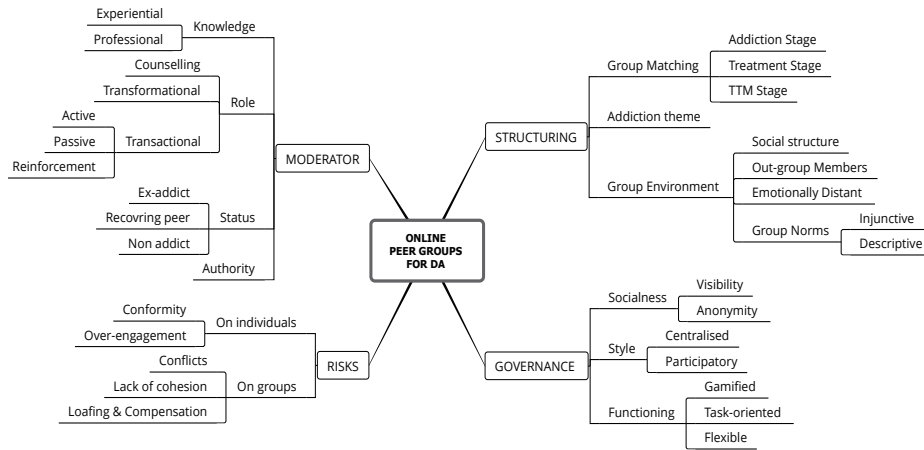 ONLINE
PEER GROUPS
FOR DA
MODERATOR
Knowledge
Experiential
Professional
Role
Counselling
Transformational
Transactional
Active
Passive
Reinforcement
Status
Ex-addict
Recovring peer
Non addict
Authority
RISKS
On individuals
Conformity
Over-engagement
On groups
Conflicts
Lack of cohesion
Loafing & Compensation
STRUCTURING
Group Matching
Addiction Stage
Treatment Stage
TTM Stage
Addiction theme
Group Environment
Social structure
Out-group Members
Emotionally Distant
Group Norms
Injunctive
Descriptive
GOVERNANCE
Socialness
Visibility
Anonymity
Style
Centralised
Participatory
Functioning
Gamified
Task-oriented
Flexible